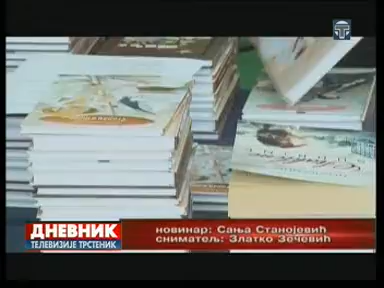 ДНЕВНИК
ТЕЛЕВИЗИЈЕ ТРСТЕНИК
новинар: Сања Станојевић
сниматељ: Златко Зечевић